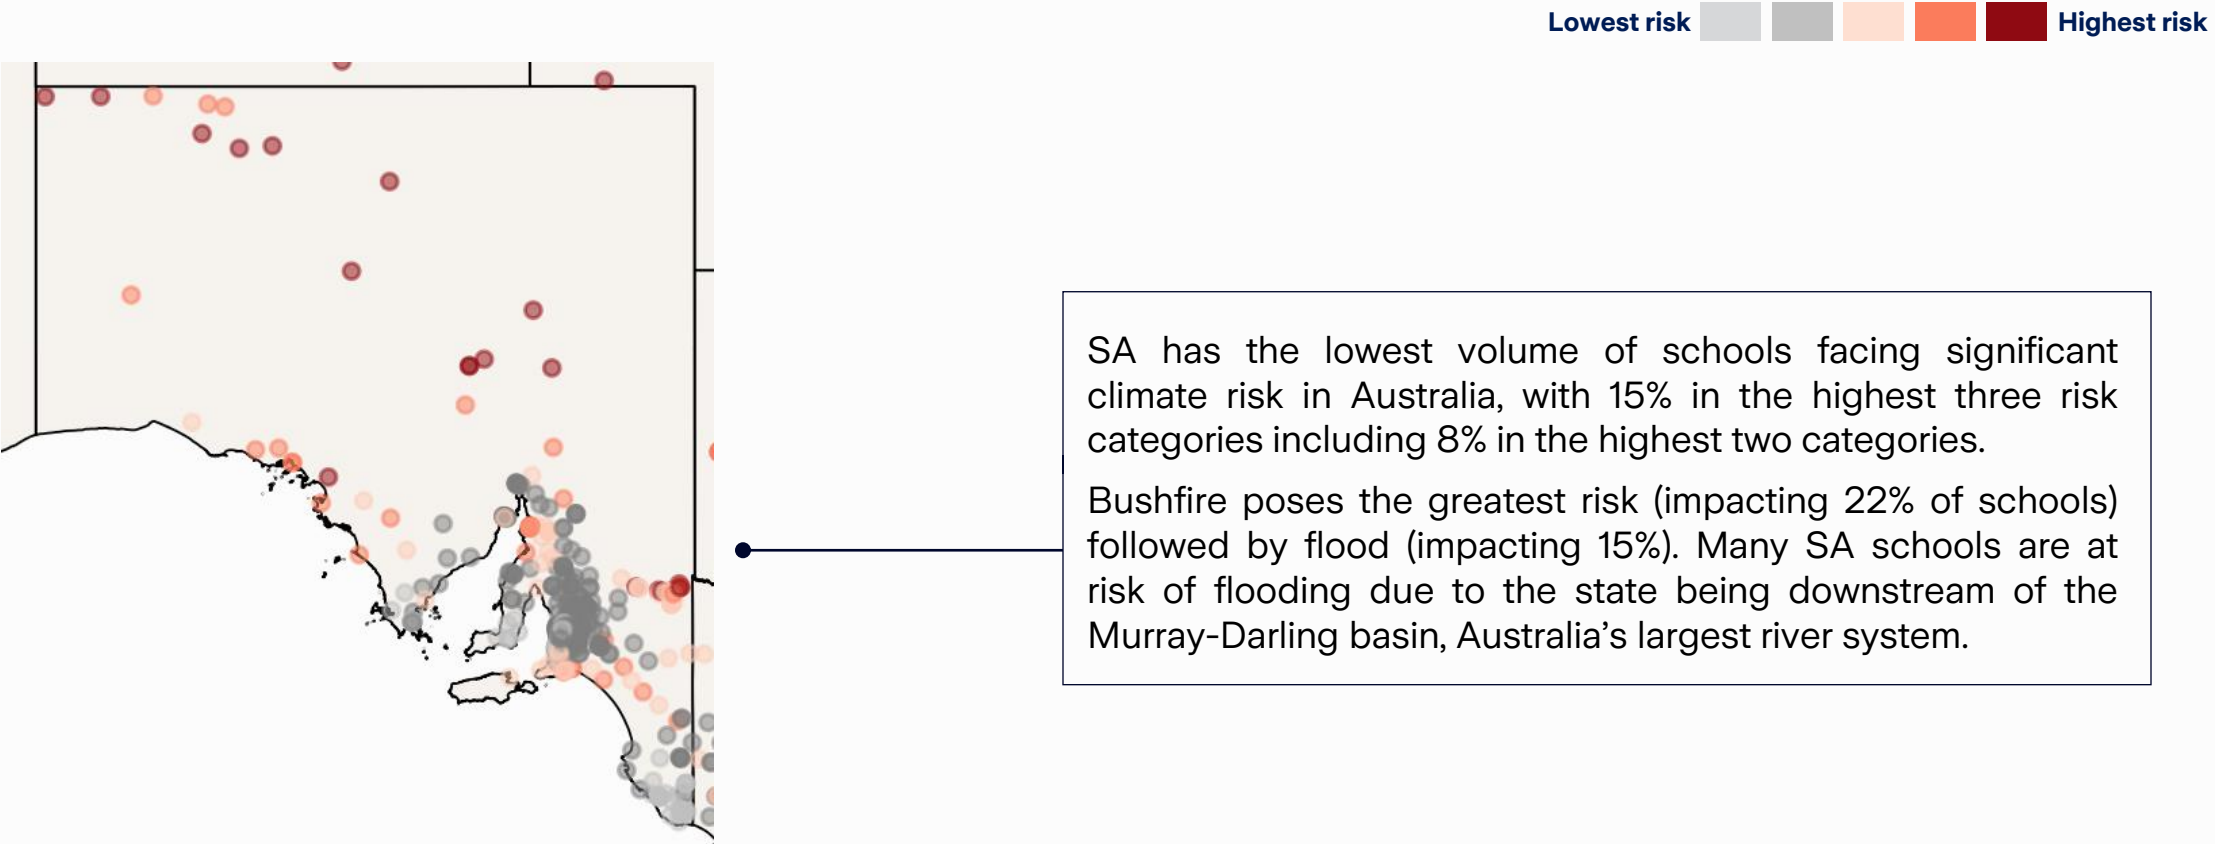 Lowest risk
Highest risk
SA has the lowest volume of schools facing significant
climate risk in Australia, with 15% in the highest three risk
categories including 8% in the highest two categories.
Bushfire poses the greatest risk (impacting 22% of schools)
followed by flood (impacting 15%). Many SA schools are at
risk of flooding due to the state being downstream of the
Murray-Darling basin, Australia’s largest river system.